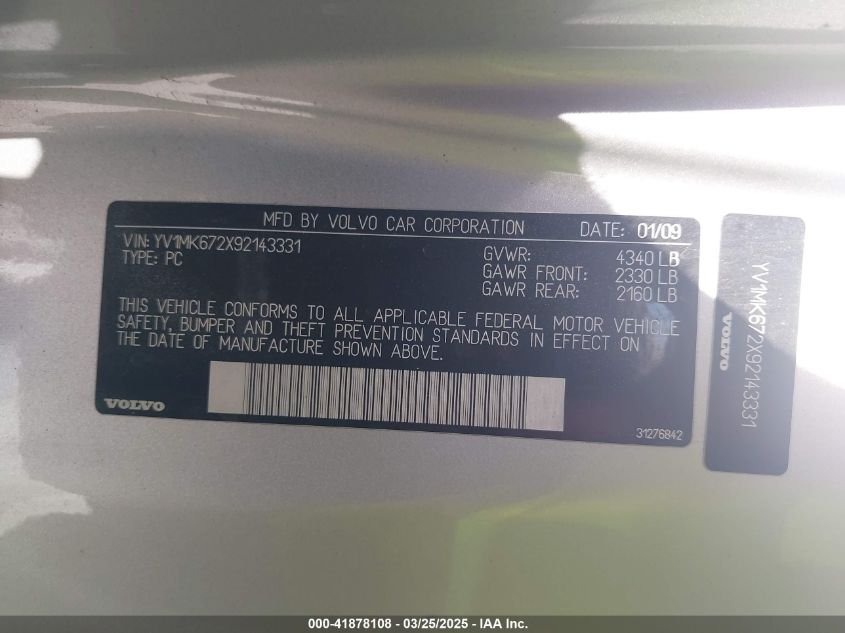 MFD BY VOLVO CAR CORPORATION DATE: 01/09
VIN: YV1MK672X92143331
TYPE: PC
GVWR: 4340 LB
GAWR FRONT: 2330 LB
GAWR REAR: 2160 LB
THIS VEHICLE CONFORMS TO ALL APPLICABLE FEDERAL MOTOR VEHICLE
SAFETY, BUMPER AND THEFT PREVENTION STANDARDS IN EFFECT ON
THE DATE OF MANUFACTURE SHOWN ABOVE.
VOLVO
31276842
YV1MK672X92143331
VOLVO
000-41878108 - 03/25/2025 - IAA Inc.